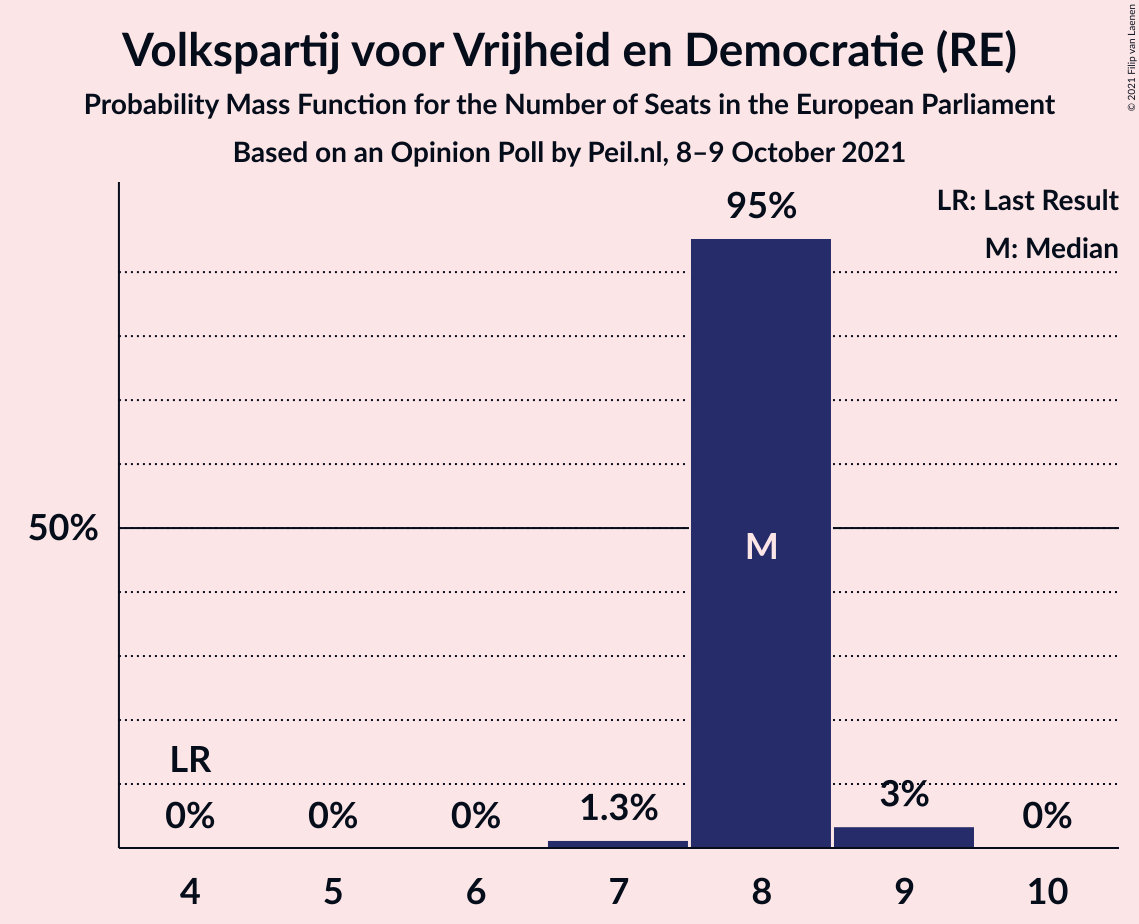 Volkspartij voor Vrijheid en Democratie (RE)
Probability Mass Function for the Number of Seats in the European Parliament
Based on an Opinion Poll by Peil.nl, 8–9 October 2021
© 2021 Filip van Laenen
LR: Last Result
M: Median
95%
50%
M
LR
0%
0%
0%
1.3%
3%
0%
4
5
6
7
8
9
10